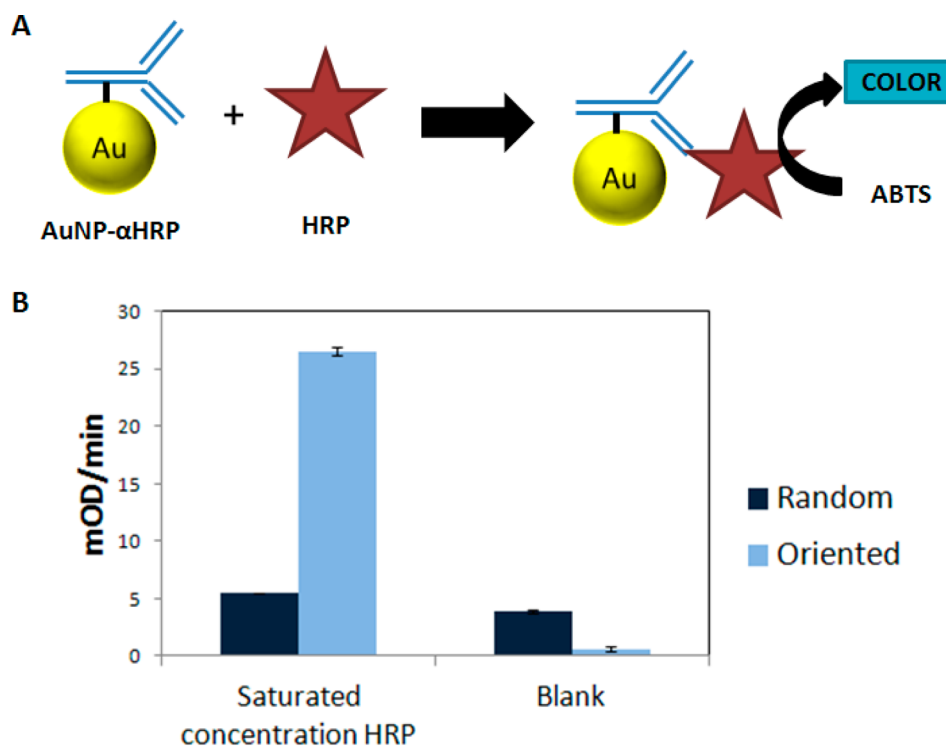 A
Au
+
AuNP-αHRP
HRP
Au
COLOR
ABTS
B
mOD/min
30
25
20
15
10
5
0
Saturated
concentration HRP
Blank
Random
Oriented